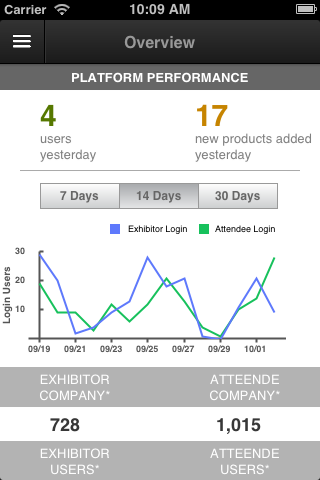 Carrier 10:09 AM
Overview
PLATFORM PERFORMANCE
4 17
users new products added
yesterday yesterday
7 Days 14 Days 30 Days
Exhibitor Login Attendee Login
Login Users
30
20
10
09/19 09/21 09/23 09/25 09/27 09/29 10/01
EXHIBITOR ATTEENDE
COMPANY* COMPANY*
728 1,015
EXHIBITOR ATTEENDE
USERS* USERS*